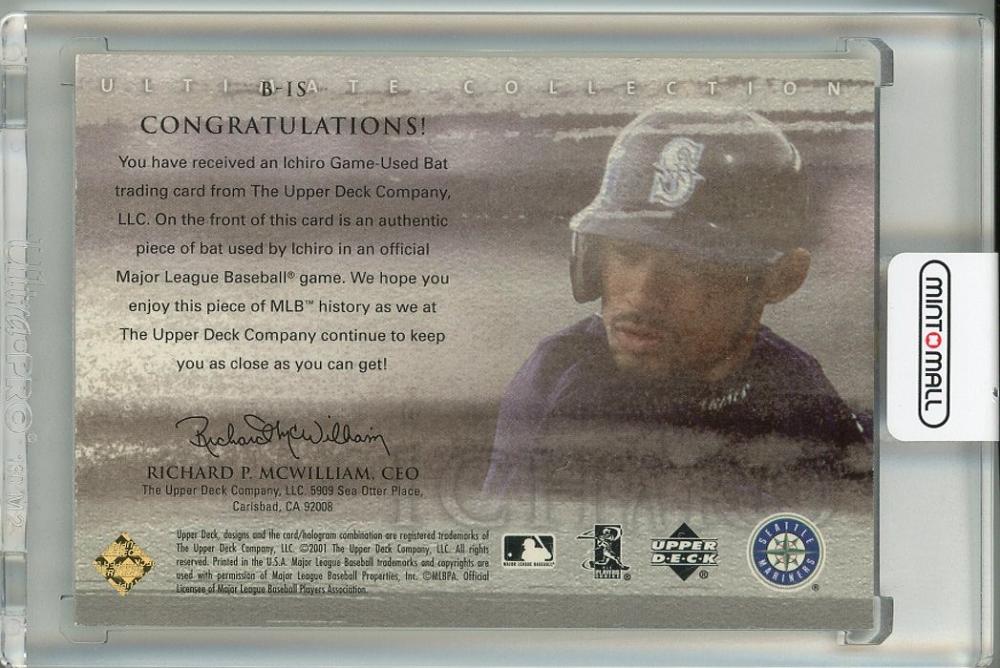 ULTIMATE COLLECTION
B-IS
CONGRATULATIONS!
You have received an Ichiro Game-Used Bat
trading card from The Upper Deck Company,
LLC. On the front of this card is an authentic
piece of bat used by Ichiro in an official
Major League Baseball® game. We hope you
enjoy this piece of MLB™ history as we at
The Upper Deck Company continue to keep
you as close as you can get!
Richard McWilliam
RICHARD P. MCWILLIAM, CEO
The Upper Deck Company, LLC. 5909 Sea Otter Place,
Carlsbad, CA 92008
ICHIRO
Upper Deck, designs and the card/hologram combination are registered trademarks of
The Upper Deck Company, LLC. ©2001 The Upper Deck Company, LLC. All rights
reserved. Printed in the U.S.A. Major League Baseball trademarks and copyrights are
used with permission of Major League Baseball Properties, Inc. ©MLBPA. Official
Licensee of Major League Baseball Players Association.
MAJOR LEAGUE BASEBALL®
UPPER
DECK
®
SEATTLE
MARINERS
®
MINT MALL
UltraPRO®